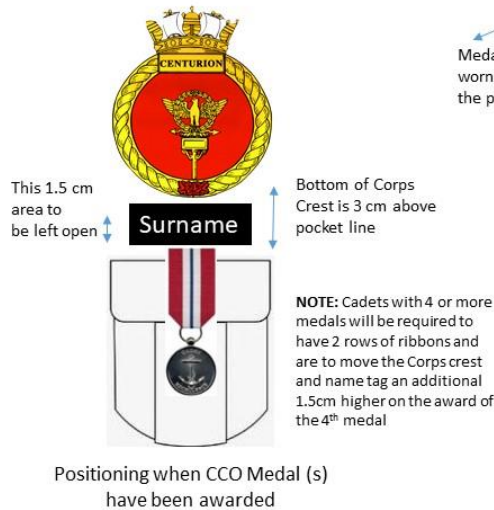 CENTURION
Meda
worn
the p
This 1.5 cm
area to
be left open
Surname
Bottom of Corps
Crest is 3 cm above
pocket line
NOTE: Cadets with 4 or more
medals will be required to
have 2 rows of ribbons and
are to move the Corps crest
and name tag an additional
1.5cm higher on the award of
the 4th medal
Positioning when CCO Medal (s)
have been awarded